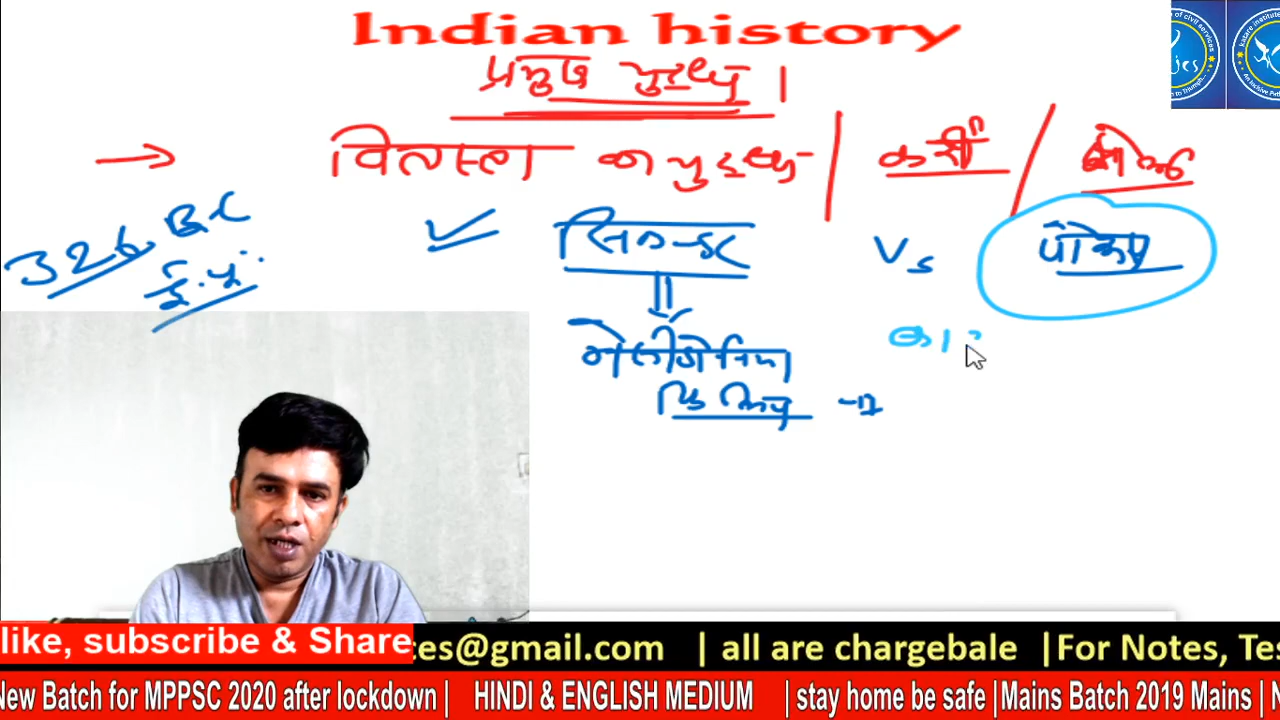 Indian history
प्रमुख युद्ध ।
→ वितस्ता का युद्ध / कर्री /
326 BC
ई.पू.
सिकन्दर Vs पोरस
like, subscribe & Share
ces@gmail.com | all are chargebale |For Notes, Tes
New Batch for MPPSC 2020 after lockdown | HINDI & ENGLISH MEDIUM | stay home be safe |Mains Batch 2019 Mains | N